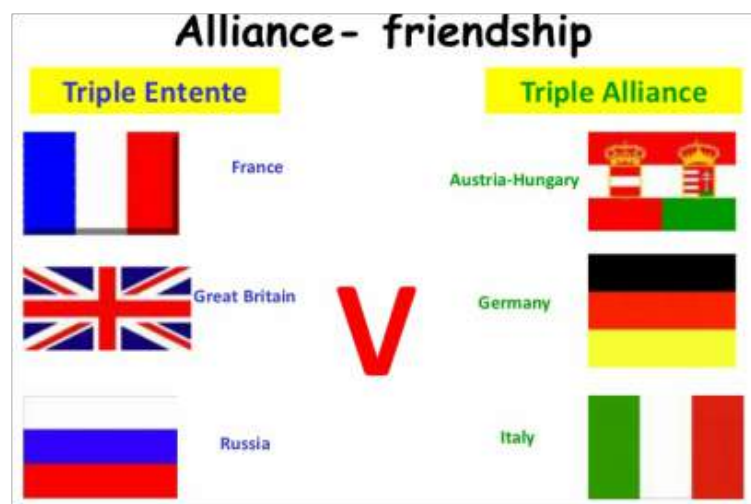 Alliance- friendship
Triple Entente
France
Great Britain
Russia
V
Triple Alliance
Austria-Hungary
Germany
Italy